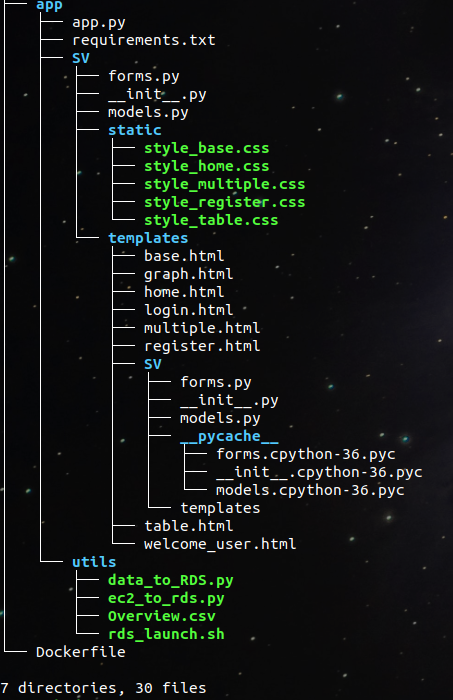 app
app.py
requirements.txt
SV
forms.py
__init__.py
models.py
static
style_base.css
style_home.css
style_multiple.css
style_register.css
style_table.css
templates
base.html
graph.html
home.html
login.html
multiple.html
register.html
SV
forms.py
__init__.py
models.py
__pycache__
forms.cpython-36.pyc
__init__.cpython-36.pyc
models.cpython-36.pyc
templates
table.html
welcome_user.html
utils
data_to_RDS.py
ec2_to_rds.py
Overview.csv
rds_launch.sh
Dockerfile
7 directories, 30 files